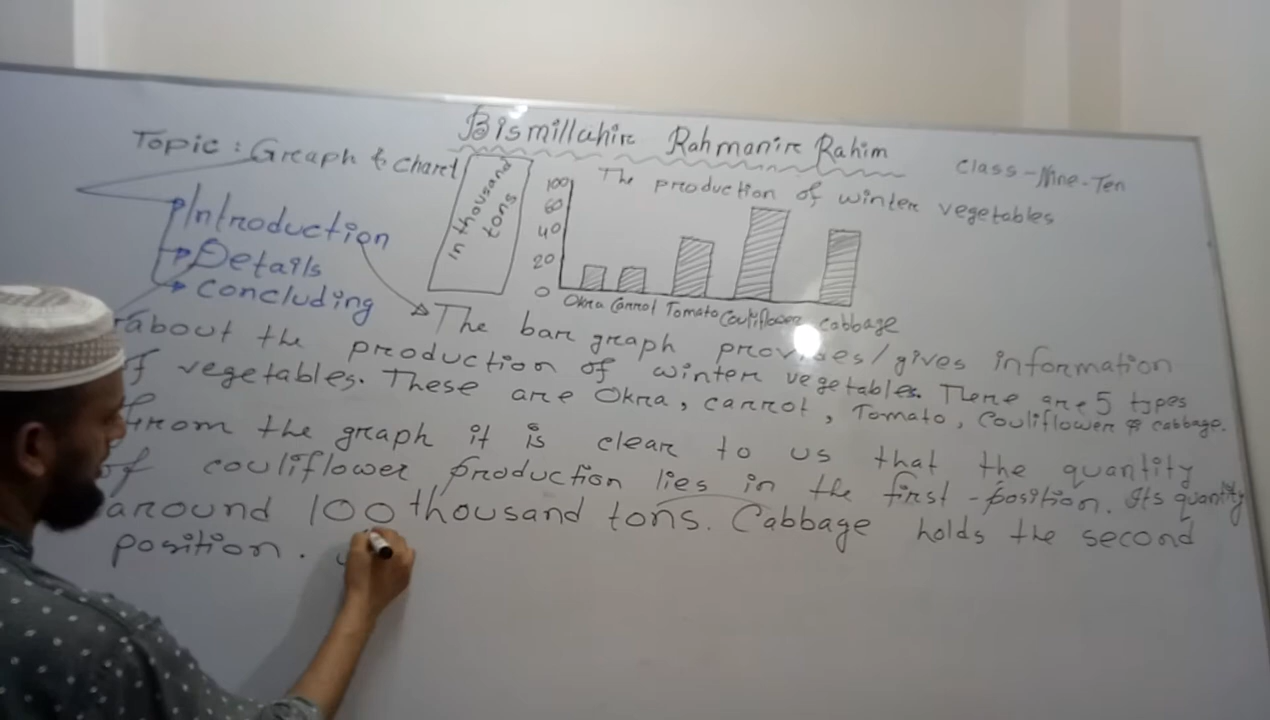 Bismillahir Rahmanir Rahim
Topic: Graph & Chart
Class-Nine-Ten
Introduction
Details
Concluding
in thousand
tons
The production of winter vegetables
100
60
40
20
0
Okra Carrot Tomato Couliflower cabbage
The bar graph provides/gives information
about the production of winter vegetables. There are 5 types
of vegetables. These are Okra, carrot, Tomato, Couliflower & cabbage.
From the graph it is clear to us that the quantity
of couliflower production lies in the first-position. Its quantity
around 100 thousand tons. Cabbage holds the second
position.